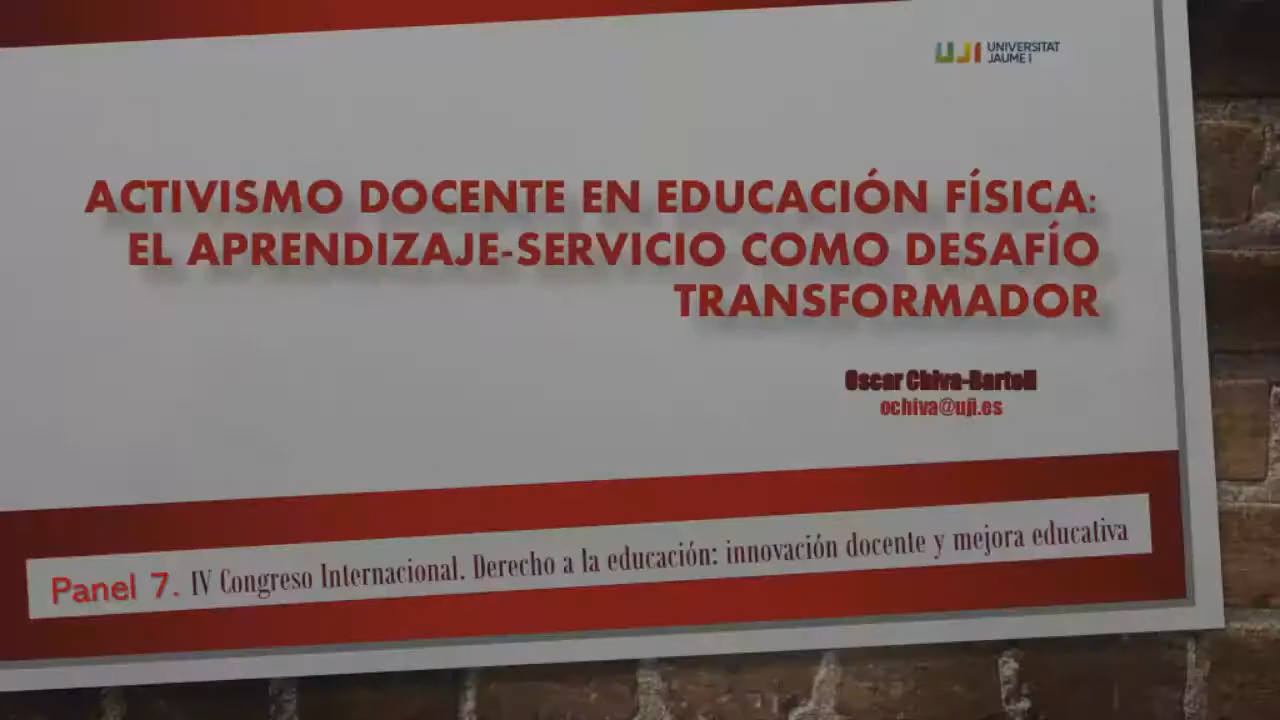 UJI UNIVERSITAT
JAUME I
ACTIVISMO DOCENTE EN EDUCACIÓN FÍSICA:
EL APRENDIZAJE-SERVICIO COMO DESAFÍO
TRANSFORMADOR
Oscar Chiva-Bartoll
ochiva@uji.es
Panel 7. IV Congreso Internacional. Derecho a la educación: innovación docente y mejora educativa